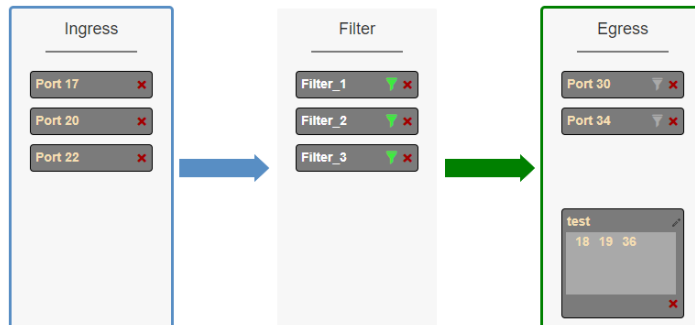 Ingress
Port 17
Port 20
Port 22
Filter
Filter_1
Filter_2
Filter_3
Egress
Port 30
Port 34
test
18 19 36